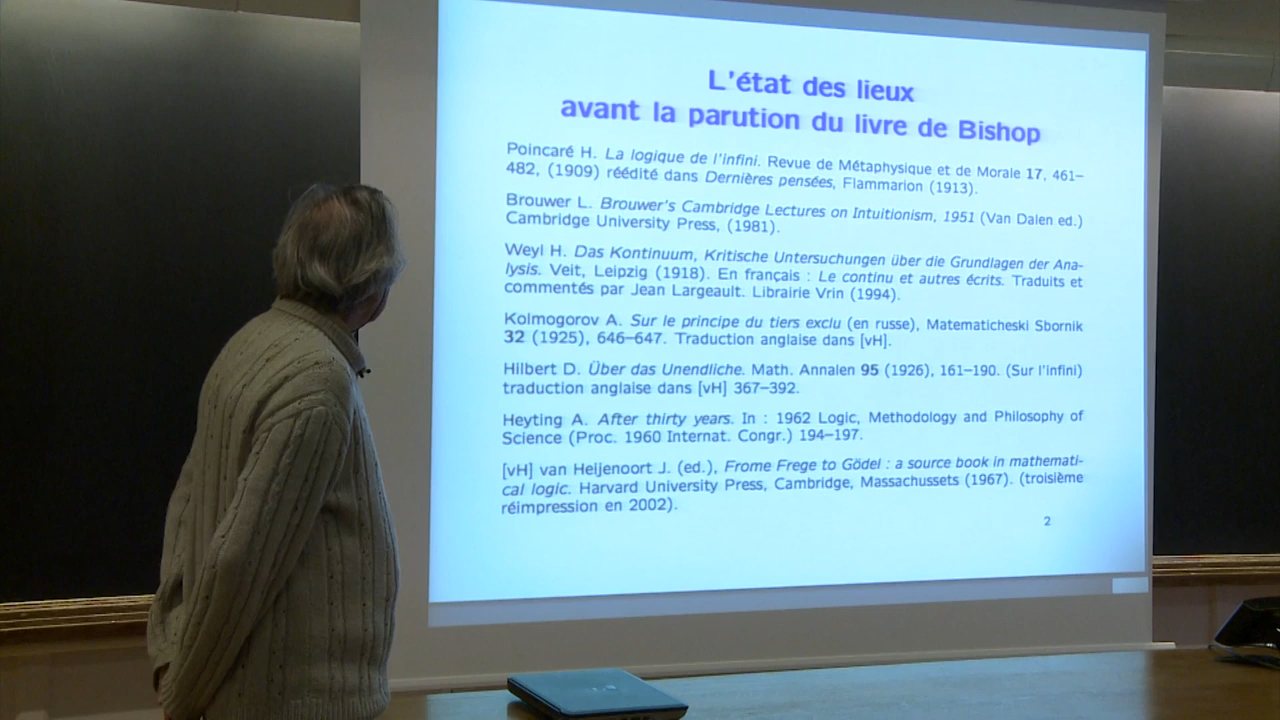 L'état des lieux
avant la parution du livre de Bishop
Poincaré H. La logique de l'infini. Revue de Métaphysique et de Morale 17, 461–
482, (1909) réédité dans Dernières pensées, Flammarion (1913).
Brouwer L. Brouwer's Cambridge Lectures on Intuitionism, 1951 (Van Dalen ed.)
Cambridge University Press, (1981).
Weyl H. Das Kontinuum, Kritische Untersuchungen über die Grundlagen der Ana-
lysis. Veit, Leipzig (1918). En français : Le continu et autres écrits. Traduits et
commentés par Jean Largeault. Librairie Vrin (1994).
Kolmogorov A. Sur le principe du tiers exclu (en russe), Matematicheski Sbornik
32 (1925), 646–647. Traduction anglaise dans [vH].
Hilbert D. Über das Unendliche. Math. Annalen 95 (1926), 161–190. (Sur l'infini)
traduction anglaise dans [vH] 367–392.
Heyting A. After thirty years. In : 1962 Logic, Methodology and Philosophy of
Science (Proc. 1960 Internat. Congr.) 194–197.
[vH] van Heijenoort J. (ed.), Frome Frege to Gödel : a source book in mathemati-
cal logic. Harvard University Press, Cambridge, Massachussets (1967). (troisième
réimpression en 2002).
2